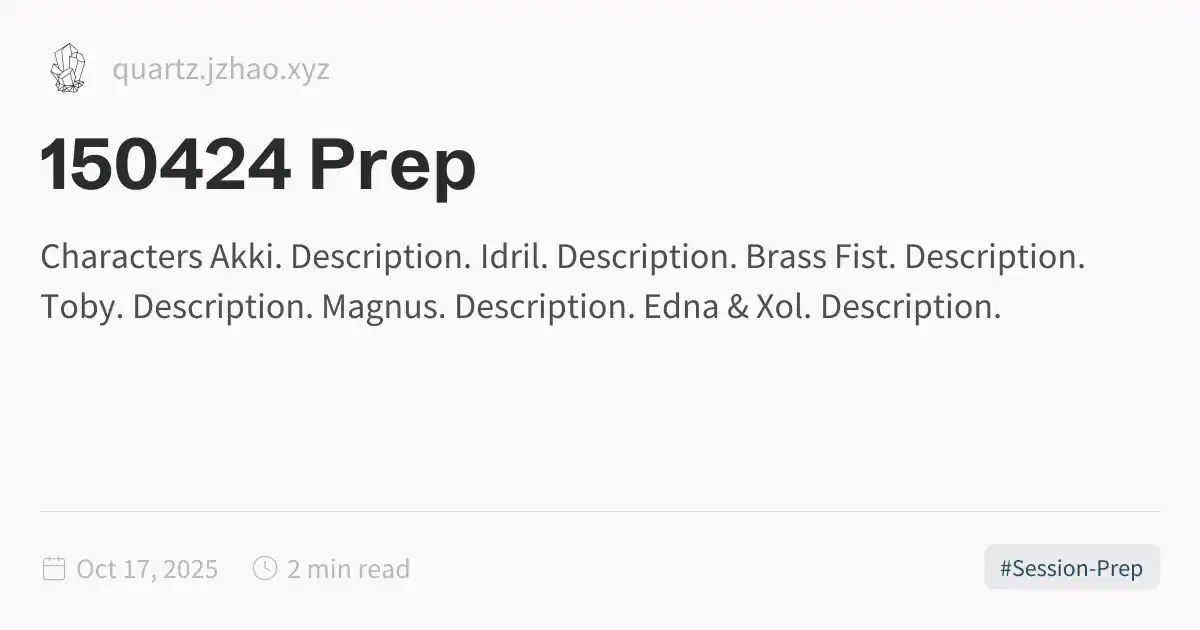 quartz.jzhao.xyz
150424 Prep
Characters Akki. Description. Idril. Description. Brass Fist. Description.
Toby. Description. Magnus. Description. Edna & Xol. Description.
Oct 17, 2025
2 min read
#Session-Prep